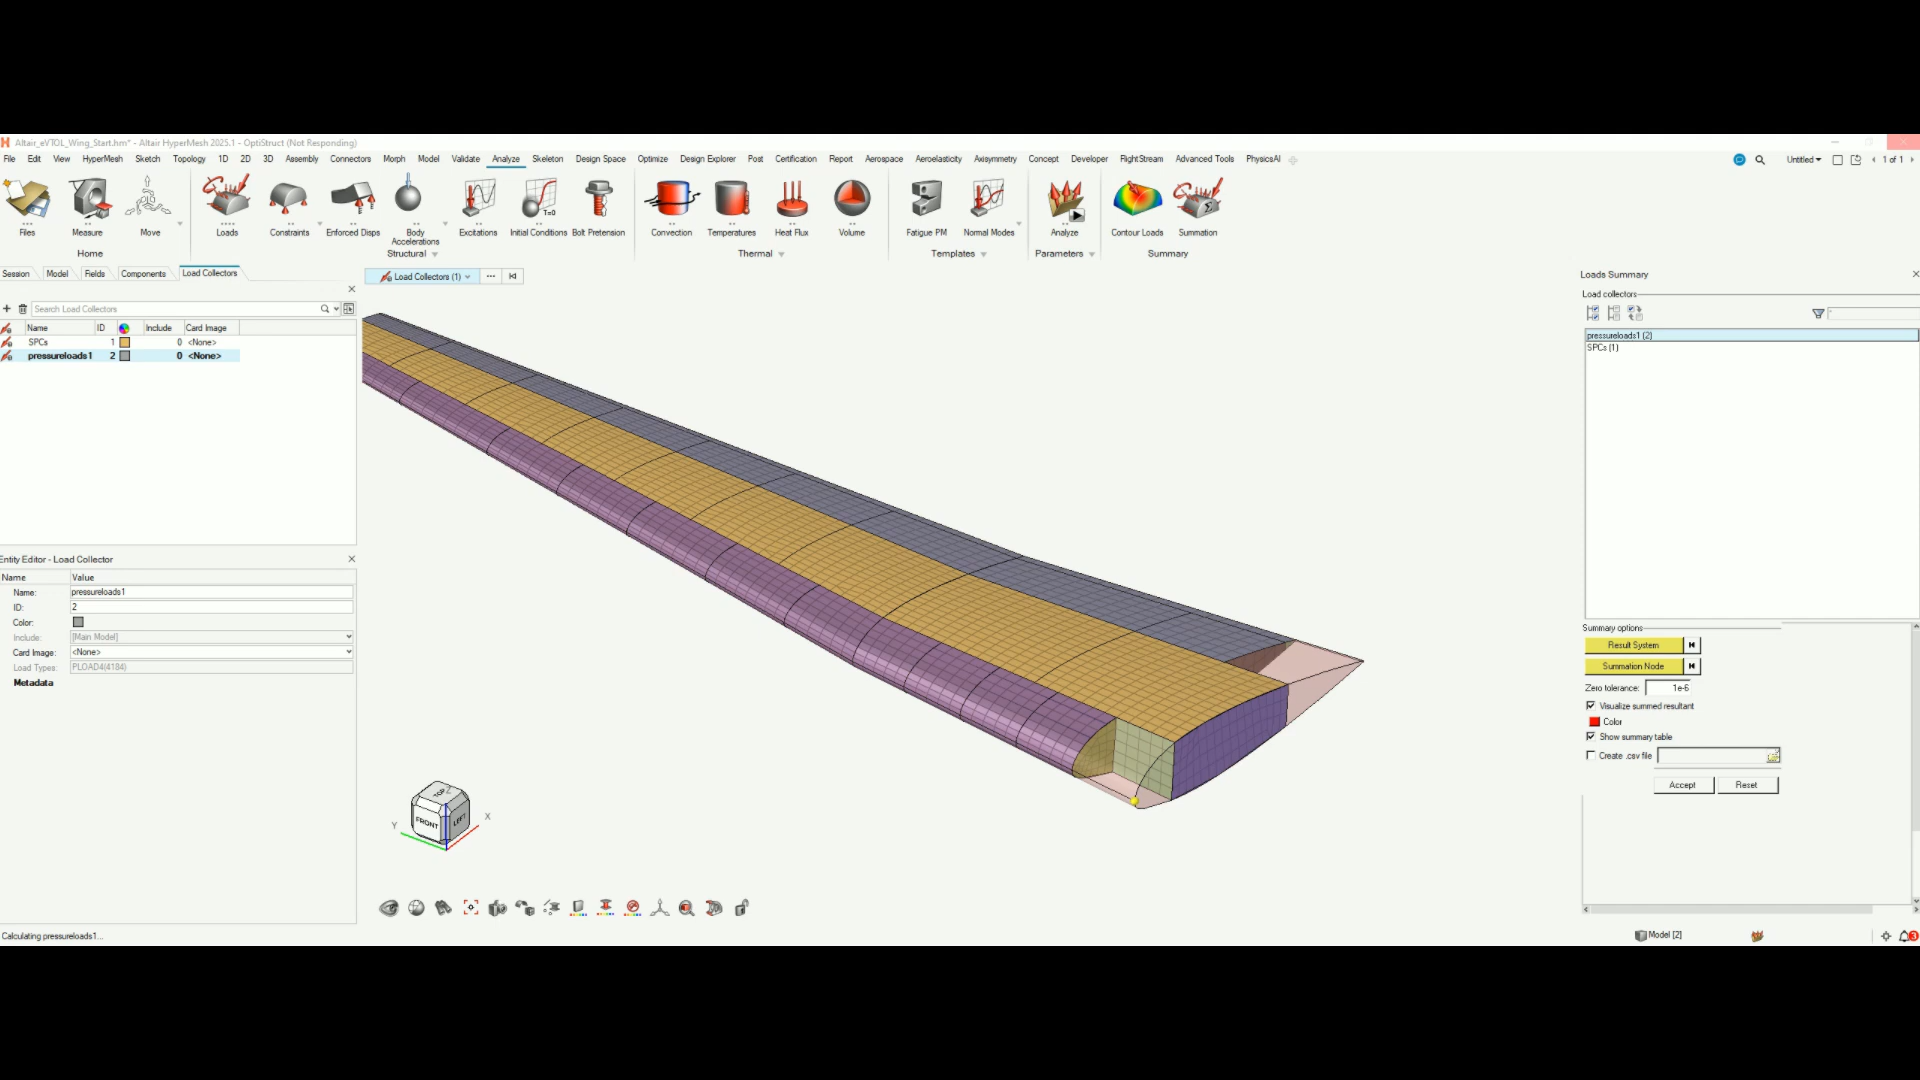 Altair_eVTOL_Wing_Start.hm* - Altair HyperMesh 2025.1 - OptiStruct (Not Responding)
File Edit View HyperMesh Sketch Topology 1D 2D 3D Assembly Connectors Morph Model Validate Analyze Skeleton Design Space Optimize Design Explorer Post Certification Report Aerospace Aeroelasticity Axisymmetry Concept Developer FlightStream Advanced Tools PhysicsAI Untitled 1 of 1
T=0
Files Measure Move Loads Constraints Enforced Disps Body Accelerations Excitations Initial Conditions Bolt Pretension Convection Temperatures Heat Flux Volume Fatigue PM Normal Modes Analyze Contour Loads Summation
Home Structural Thermal Templates Parameters Summary
Session Model Fields Components Load Collectors
Load Collectors (1)
Search Load Collectors
Name ID Include Card Image
SPCs 1 0 <None>
pressureloads1 2 0 <None>
Entity Editor - Load Collector
Name Value
Name: pressureloads1
ID: 2
Color:
Include: [Main Model]
Card Image: <None>
Load Types: PLOAD4(4184)
Metadata
TOP
FRONT
LEFT
Z
Y
X
Loads Summary
Load collectors
pressureloads1 (2)
SPCs (1)
Summary options
Result System
Summation Node
Zero tolerance: 1e-6
Visualize summed resultant
Color
Show summary table
Create .csv file
Accept Reset
Calculating pressureloads1...
Model [2]
3